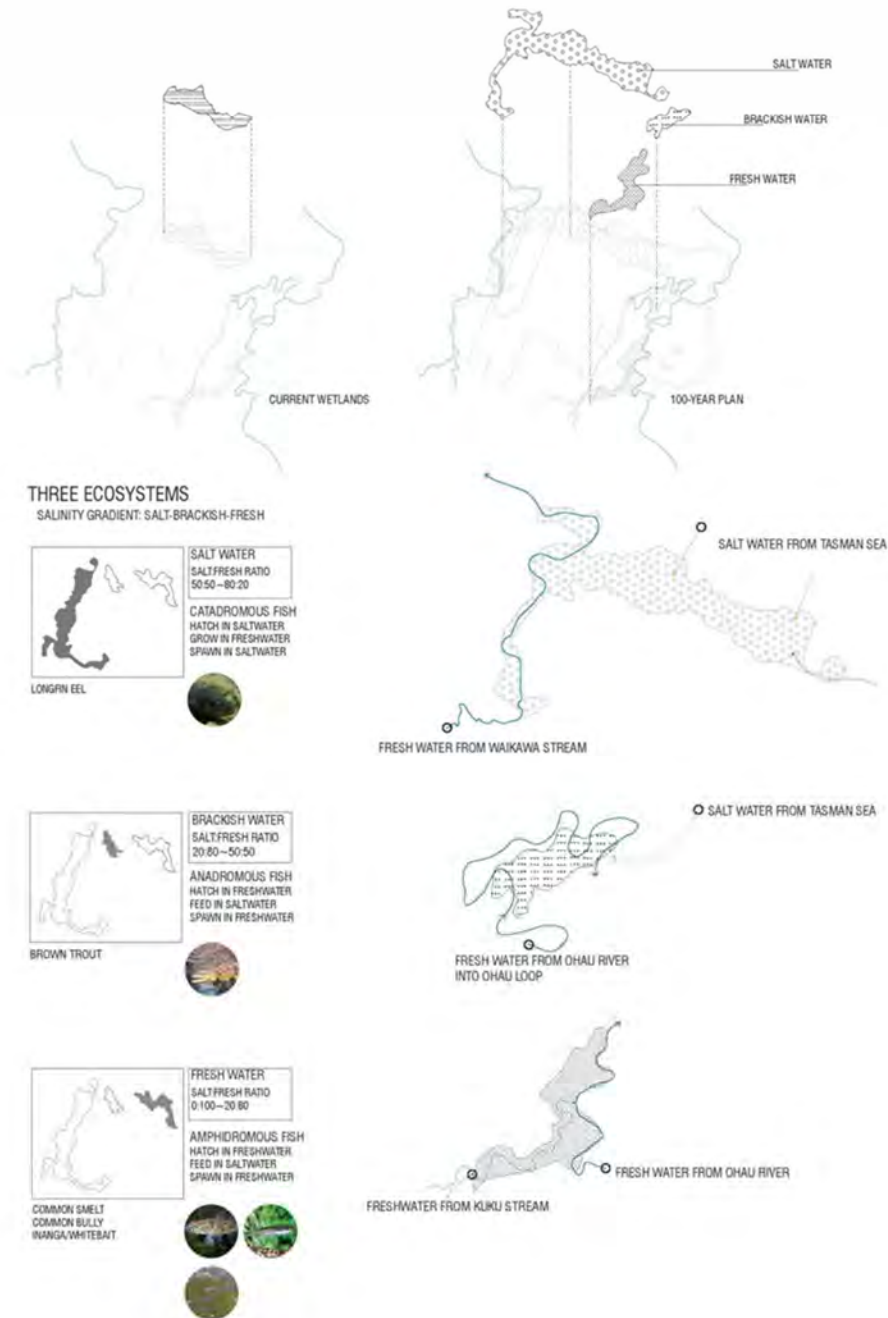 SALT WATER
BRACKISH WATER
FRESH WATER
CURRENT WETLANDS
100-YEAR PLAN
THREE ECOSYSTEMS
SALINITY GRADIENT: SALT-BRACKISH-FRESH
SALT WATER
SALT:FRESH RATIO
50:50~80:20
CATADROMOUS FISH
HATCH IN SALTWATER
GROW IN FRESHWATER
SPAWN IN SALTWATER
LONGFIN EEL
SALT WATER FROM TASMAN SEA
FRESH WATER FROM WAIKAWA STREAM
BRACKISH WATER
SALT:FRESH RATIO
20:80~50:50
ANADROMOUS FISH
HATCH IN FRESHWATER
FEED IN SALTWATER
SPAWN IN FRESHWATER
BROWN TROUT
SALT WATER FROM TASMAN SEA
FRESH WATER FROM OHAU RIVER
INTO OHAU LOOP
FRESH WATER
SALT:FRESH RATIO
0:100~20:80
AMPHIDROMOUS FISH
HATCH IN FRESHWATER
FEED IN SALTWATER
SPAWN IN FRESHWATER
COMMON SMELT
COMMON BULLY
INANGA/WHITEBAIT
FRESH WATER FROM OHAU RIVER
FRESHWATER FROM KUKU STREAM